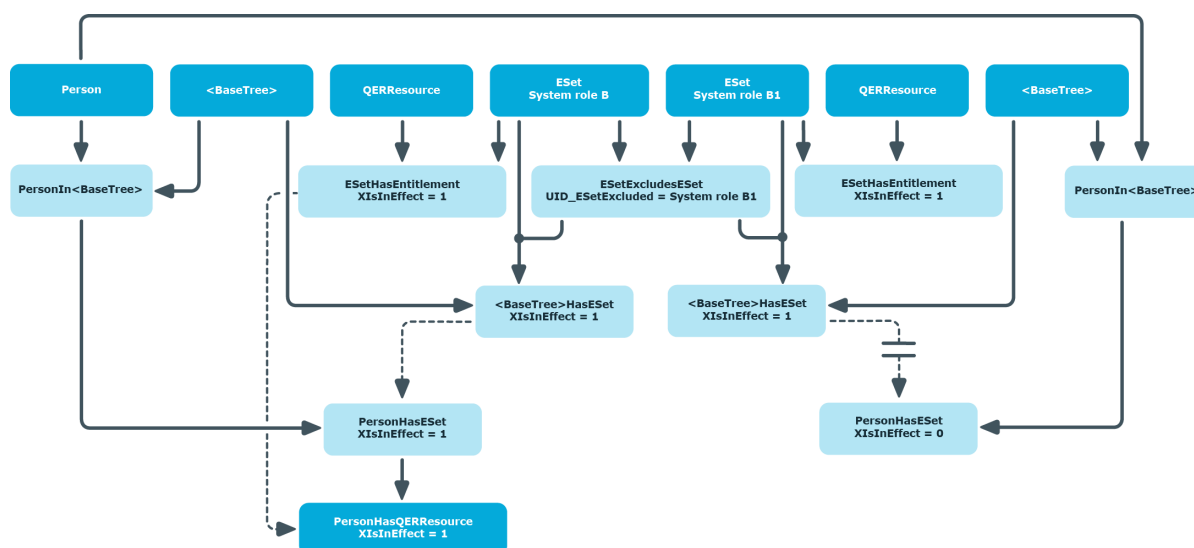 Person
<BaseTree>
QERResource
ESet
System role B
ESet
System role B1
QERResource
<BaseTree>
PersonIn<BaseTree>
ESetHasEntitlement
XIsInEffect = 1
ESetExcludesESet
UID_ESetExcluded = System role B1
ESetHasEntitlement
XIsInEffect = 1
PersonIn<BaseTree>
<BaseTree>HasESet
XIsInEffect = 1
<BaseTree>HasESet
XIsInEffect = 1
PersonHasESet
XIsInEffect = 1
PersonHasESet
XIsInEffect = 0
PersonHasQERResource
XIsInEffect = 1